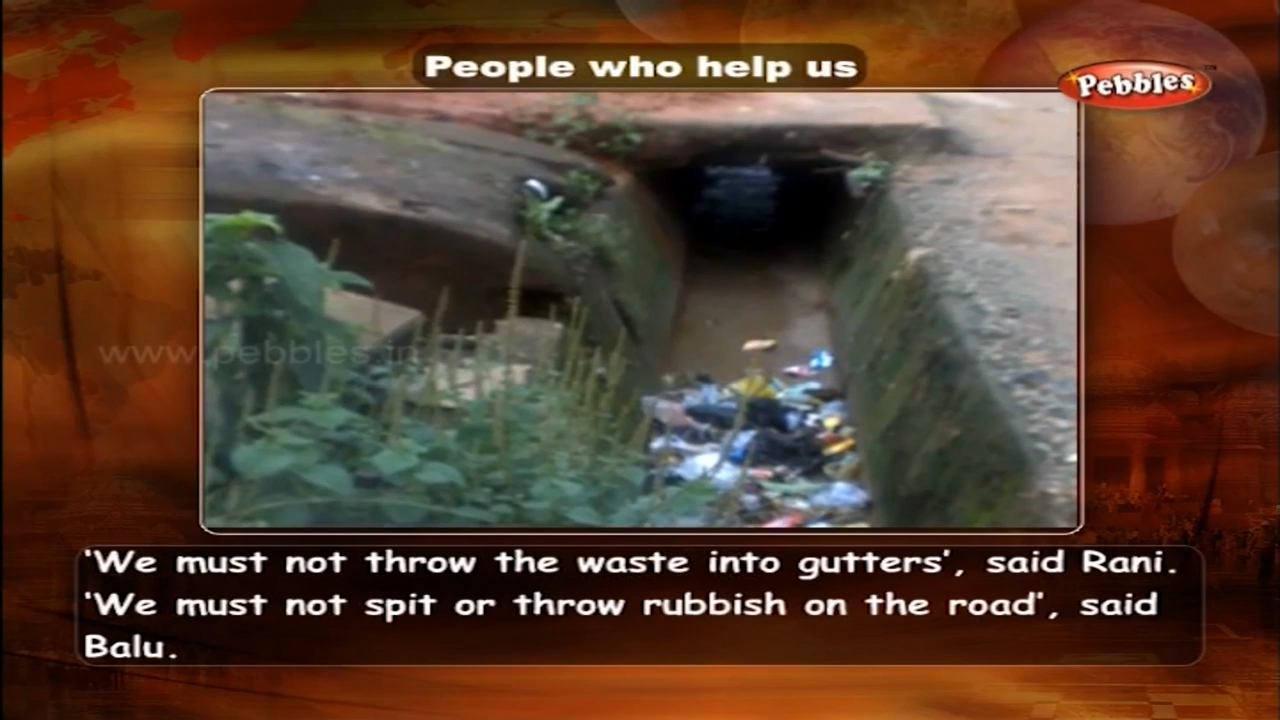 People who help us
Pebbles
www.pebbles.in
'We must not throw the waste into gutters', said Rani.
'We must not spit or throw rubbish on the road', said
Balu.